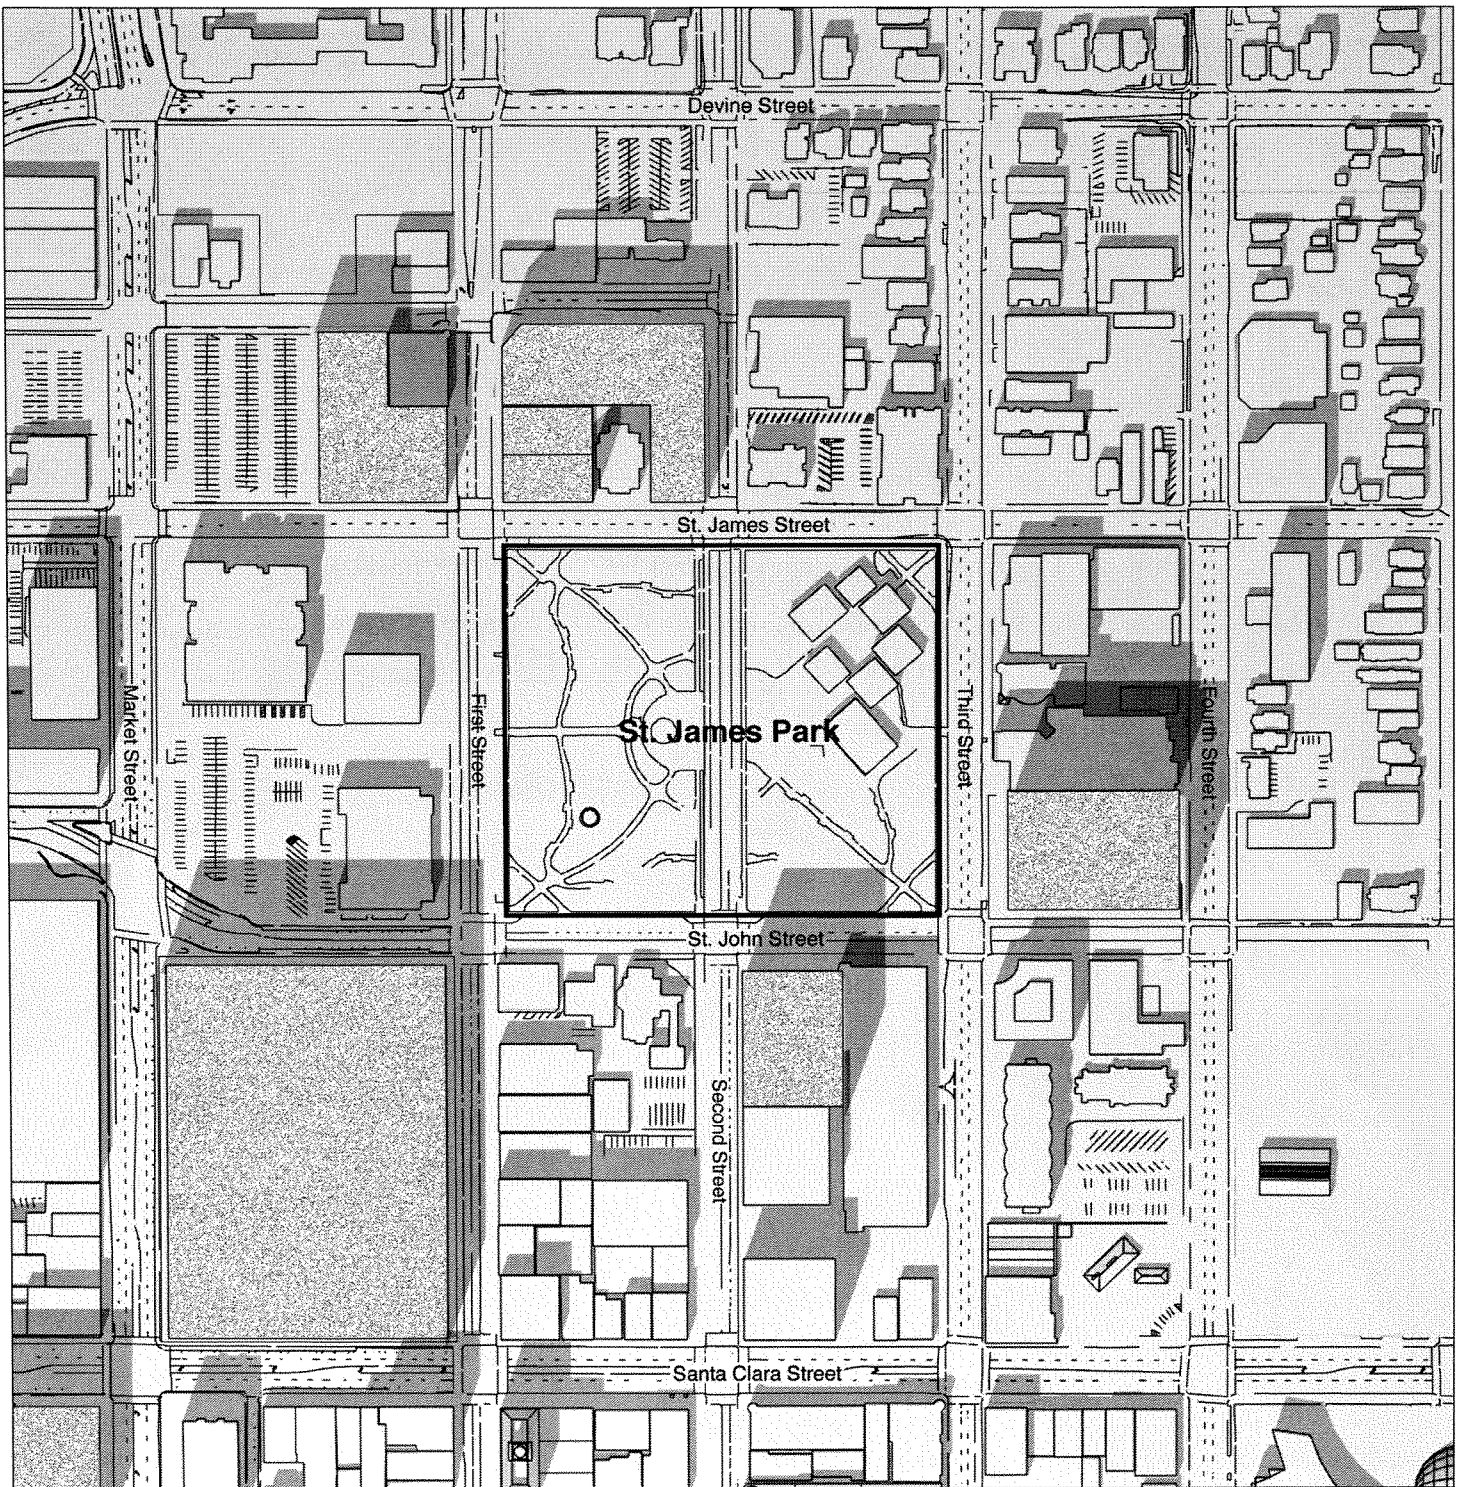 Devine Street
St. James Street
Market Street
First Street
St. James Park
Third Street
Fourth Street
St. John Street
Second Street
Santa Clara Street